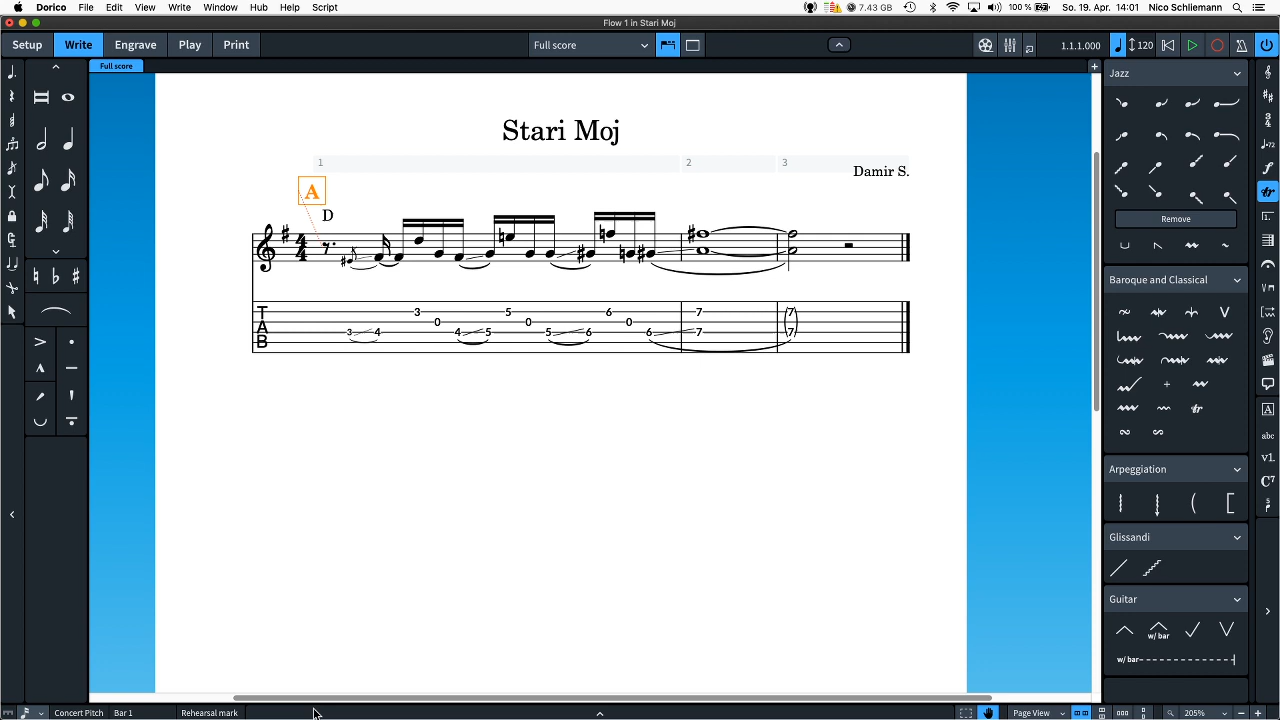 Dorico File Edit View Write Window Hub Help Script 7.43 GB 100 % So. 19. Apr. 14:01 Nico Schliemann
Flow 1 in Stari Moj
Setup Write Engrave Play Print Full score 1.1.1.000 120
Full score
Jazz
Stari Moj
1 2 3
Damir S.
A
D
Remove
Baroque and Classical
T A B
3 4 3 0 4 5 5 0 5 6 6 0 6 7 7 (7 7)
Arpeggiation
Glissandi
Guitar
w/ bar
w/ bar
Concert Pitch Bar 1 Rehearsal mark Page View 205%